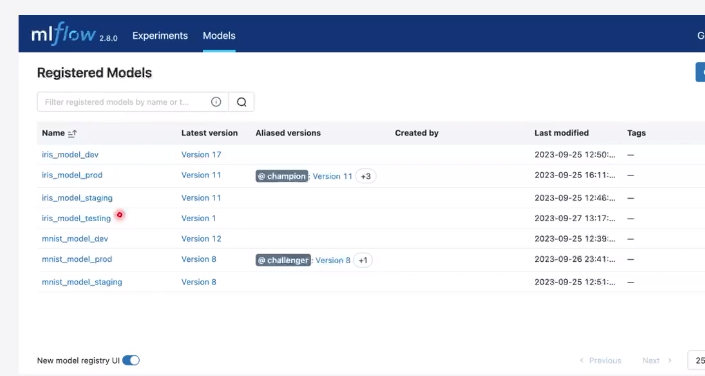 mlflow 2.8.0 Experiments Models G
Registered Models
Filter registered models by name or t...
Name Latest version Aliased versions Created by Last modified Tags
iris_model_dev Version 17 2023-09-25 12:50:... —
iris_model_prod Version 11 @ champion: Version 11 +3 2023-09-25 16:11:... —
iris_model_staging Version 11 2023-09-25 12:46:... —
iris_model_testing Version 1 2023-09-27 13:17:... —
mnist_model_dev Version 12 2023-09-25 12:39:... —
mnist_model_prod Version 8 @ challenger: Version 8 +1 2023-09-26 23:41:... —
mnist_model_staging Version 8 2023-09-25 12:51:... —
New model registry UI < Previous Next > 25